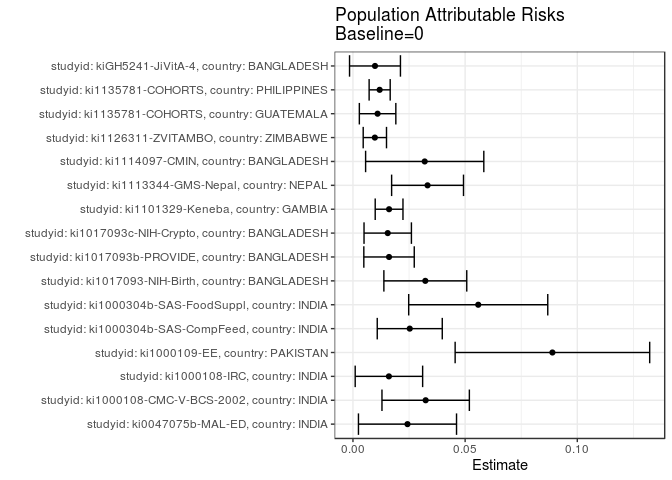 Population Attributable Risks
Baseline=0
studyid: kiGH5241-JiVitA-4, country: BANGLADESH
studyid: ki1135781-COHORTS, country: PHILIPPINES
studyid: ki1135781-COHORTS, country: GUATEMALA
studyid: ki1126311-ZVITAMBO, country: ZIMBABWE
studyid: ki1114097-CMIN, country: BANGLADESH
studyid: ki1113344-GMS-Nepal, country: NEPAL
studyid: ki1101329-Keneba, country: GAMBIA
studyid: ki1017093c-NIH-Crypto, country: BANGLADESH
studyid: ki1017093b-PROVIDE, country: BANGLADESH
studyid: ki1017093-NIH-Birth, country: BANGLADESH
studyid: ki1000304b-SAS-FoodSuppl, country: INDIA
studyid: ki1000304b-SAS-CompFeed, country: INDIA
studyid: ki1000109-EE, country: PAKISTAN
studyid: ki1000108-IRC, country: INDIA
studyid: ki1000108-CMC-V-BCS-2002, country: INDIA
studyid: ki0047075b-MAL-ED, country: INDIA
0.00 0.05 0.10
Estimate